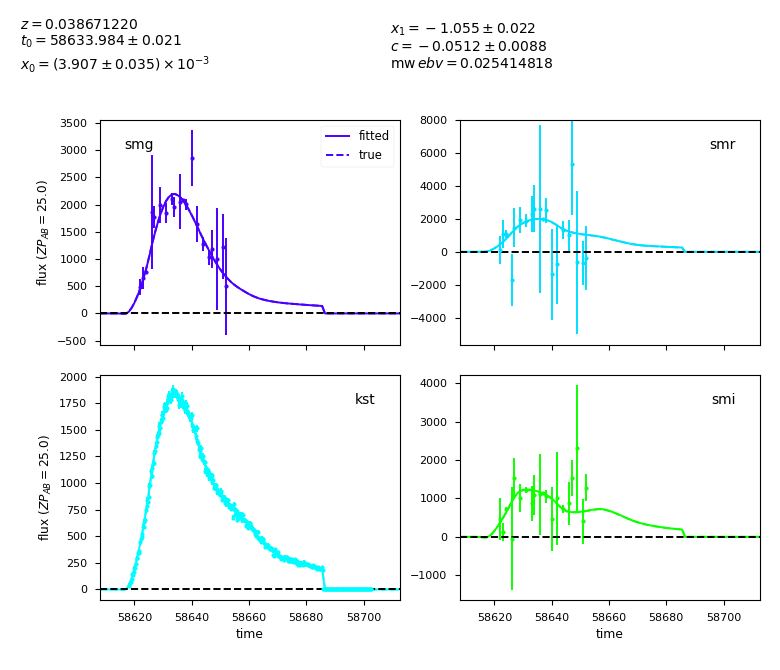 z = 0.038671220
t₀ = 58633.984 ± 0.021
x₀ = (3.907 ± 0.035) × 10⁻³
x₁ = −1.055 ± 0.022
c = −0.0512 ± 0.0088
mw ebv = 0.025414818
smg
fitted
true
flux (ZP_AB = 25.0)
3500
3000
2500
2000
1500
1000
500
0
−500
smr
8000
6000
4000
2000
0
−2000
−4000
kst
flux (ZP_AB = 25.0)
2000
1750
1500
1250
1000
750
500
250
0
58620 58640 58660 58680 58700
time
smi
4000
3000
2000
1000
0
−1000
58620 58640 58660 58680 58700
time